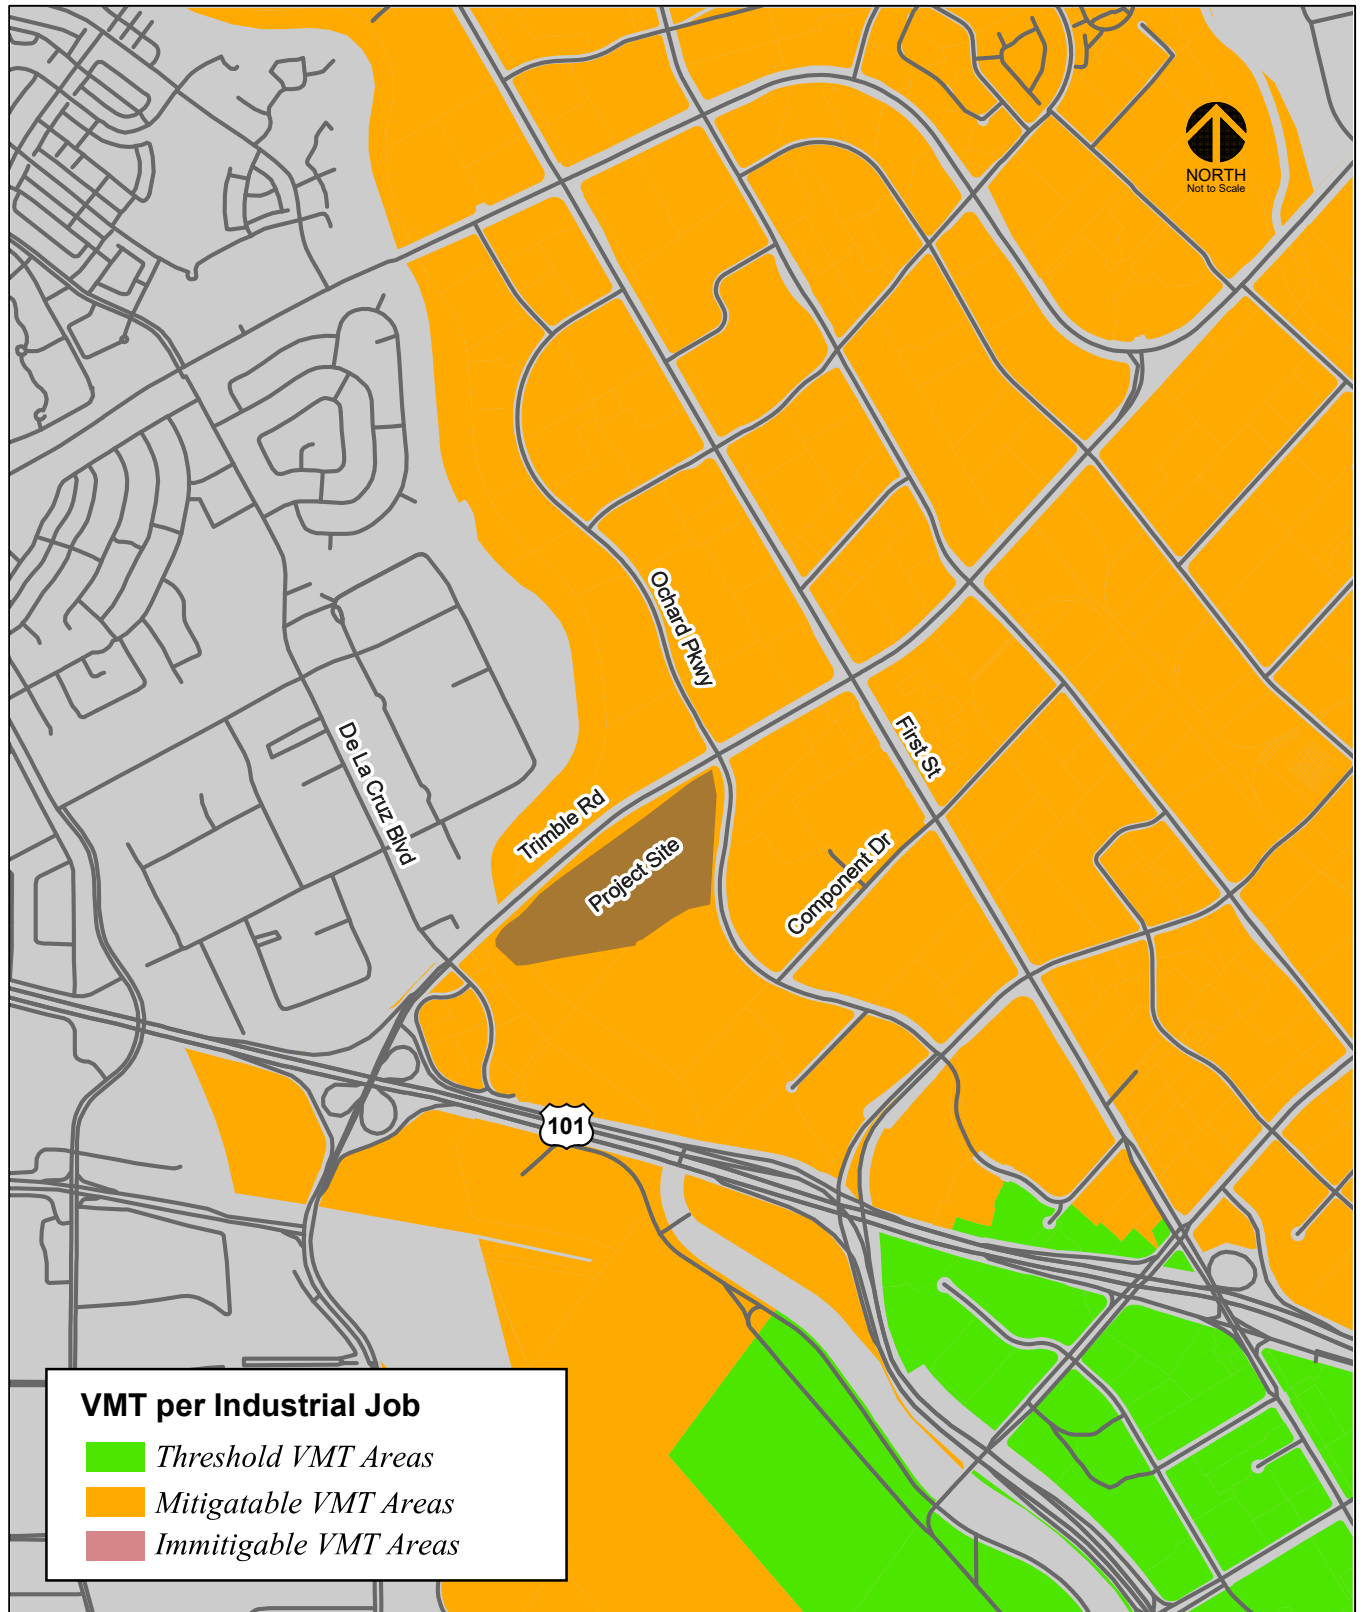 NORTH
Not to Scale
Ochard Pkwy
De La Cruz Blvd
First St
Trimble Rd
Project Site
Component Dr
101
VMT per Industrial Job
Threshold VMT Areas
Mitigatable VMT Areas
Immitigable VMT Areas